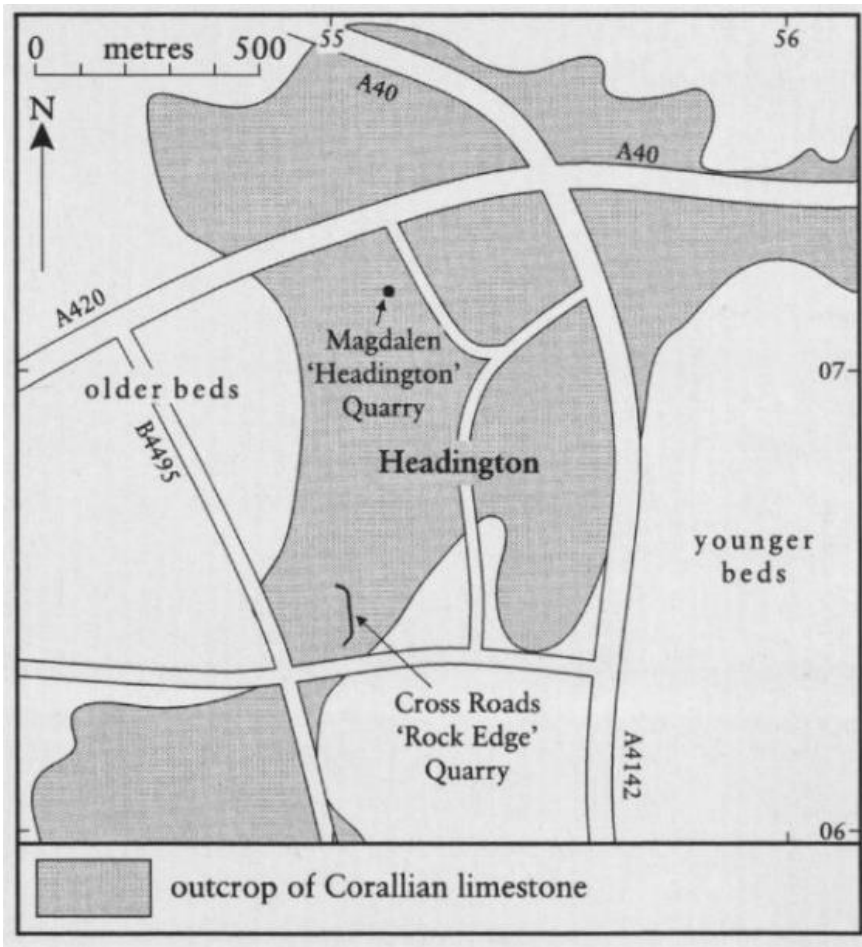 0 metres 500
55
56
N
A40
A40
A420
Magdalen
'Headington'
Quarry
07
older beds
B4495
Headington
younger
beds
Cross Roads
'Rock Edge'
Quarry
A4142
06
outcrop of Corallian limestone